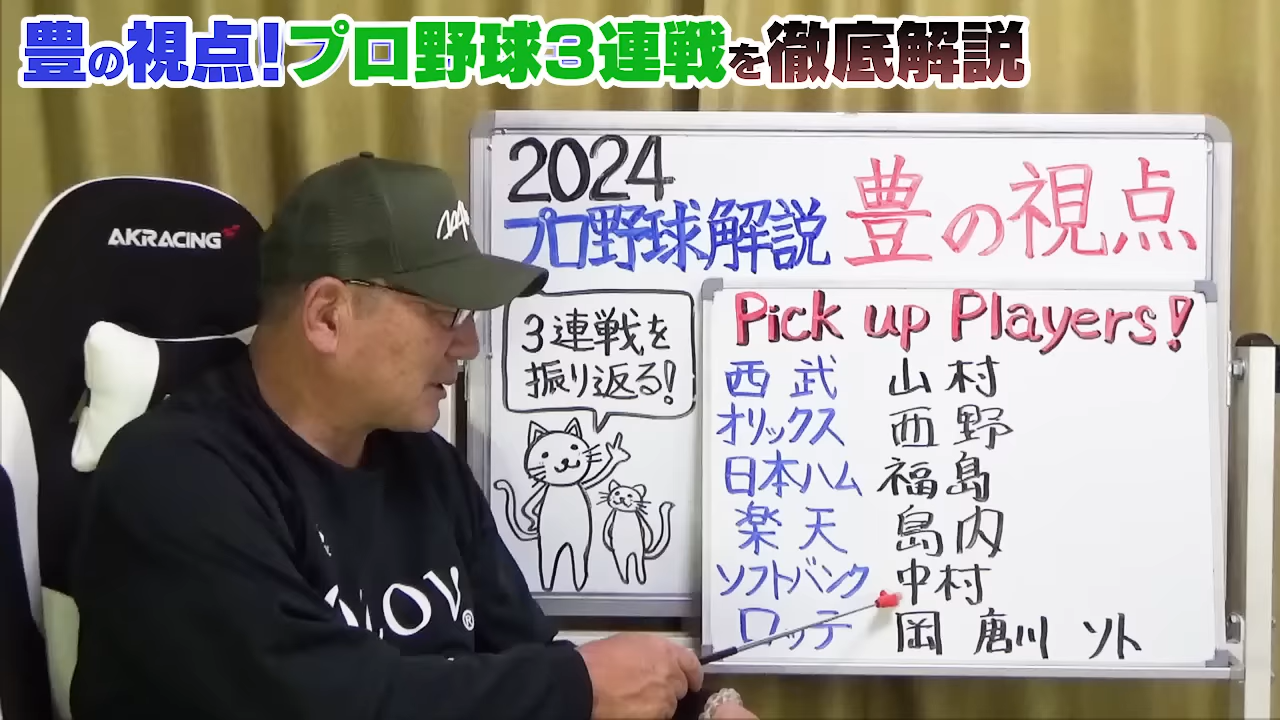 豊の視点!プロ野球3連戦を徹底解説
AKRACING
2024
プロ野球解説 豊の視点
3連戦を
振り返る!
Pick up Players!
西武 山村
オリックス 西野
日本ハム 福島
楽天 島内
ソフトバンク 中村
ロッテ 岡 唐川 ソト